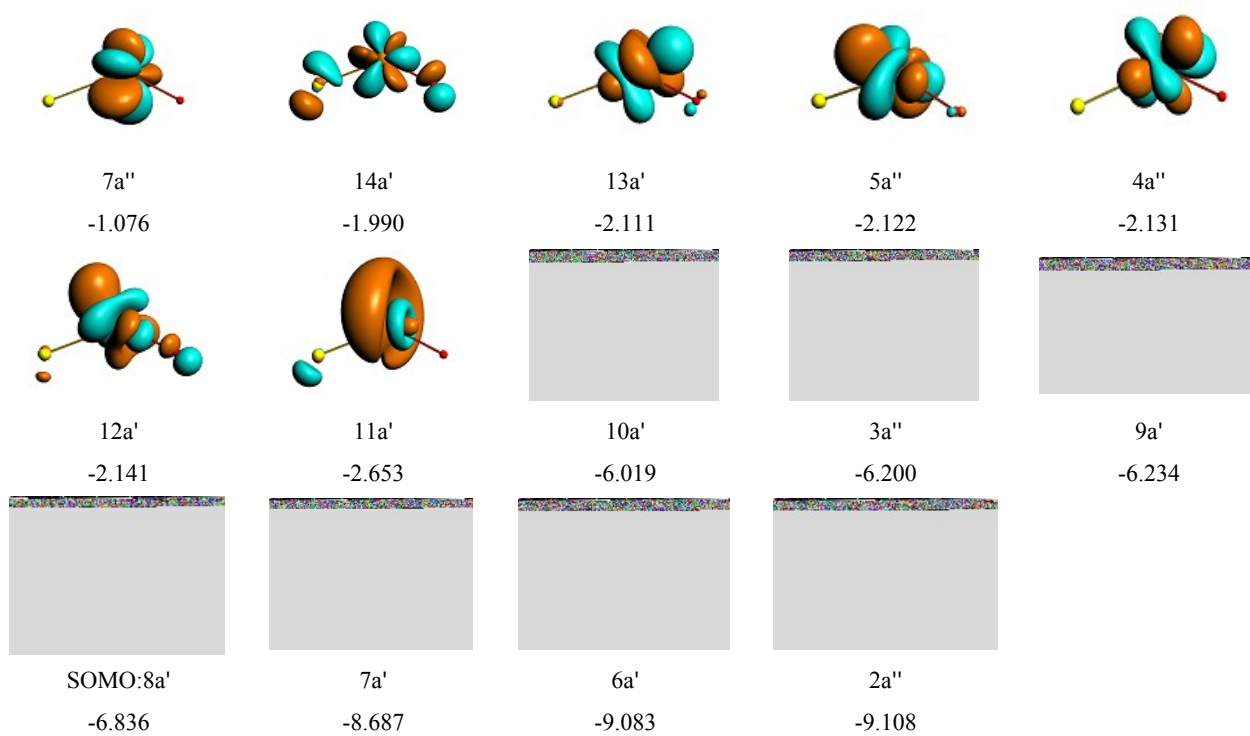 7a'' 14a' 13a' 5a'' 4a''
-1.076 -1.990 -2.111 -2.122 -2.131
12a' 11a' 10a' 3a'' 9a'
-2.141 -2.653 -6.019 -6.200 -6.234
SOMO:8a' 7a' 6a' 2a''
-6.836 -8.687 -9.083 -9.108